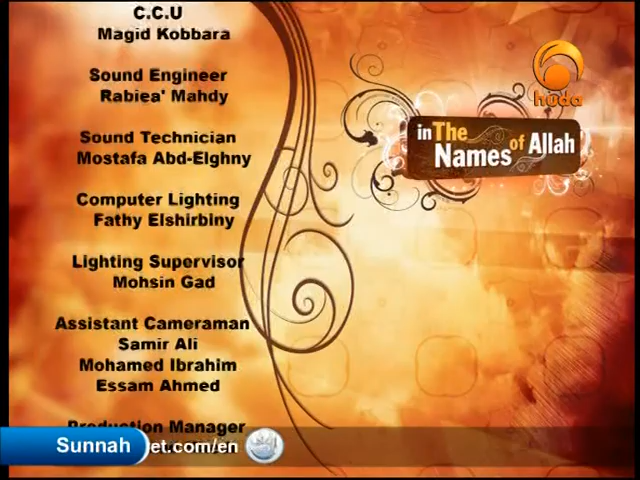 C.C.U
Magid Kobbara
Sound Engineer
Rabiea' Mahdy
Sound Technician
Mostafa Abd-Elghny
Computer Lighting
Fathy Elshirbiny
Lighting Supervisor
Mohsin Gad
Assistant Cameraman
Samir Ali
Mohamed Ibrahim
Essam Ahmed
Production Manager
huda
in The
Names of Allah
Sunnah et.com/en